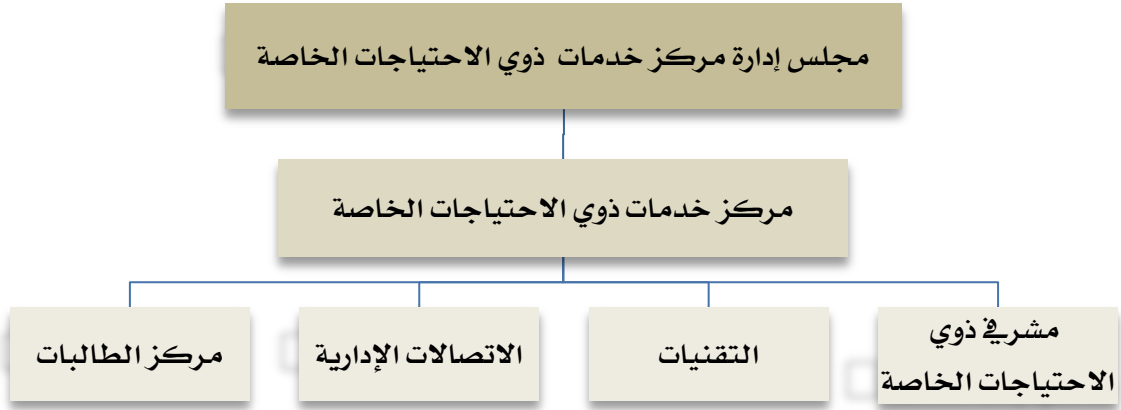 مجلس إدارة مركز خدمات ذوي الاحتياجات الخاصة
مركز خدمات ذوي الاحتياجات الخاصة
مشرفي ذوي
الاحتياجات الخاصة
التقنيات
الاتصالات الإدارية
مركز الطالبات